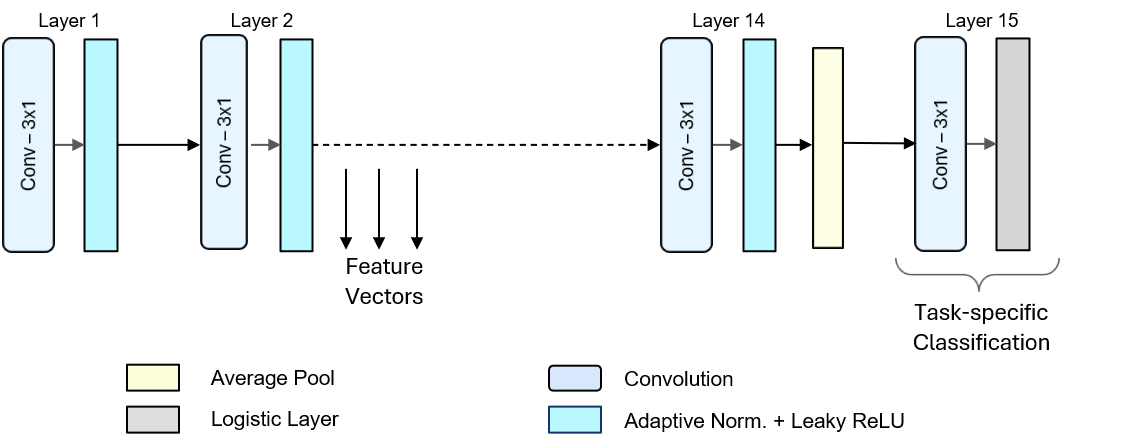 Layer 1
Layer 2
Layer 14
Layer 15
Conv – 3x1
Conv – 3x1
Conv – 3x1
Conv – 3x1
Feature
Vectors
Task-specific
Classification
Average Pool
Convolution
Logistic Layer
Adaptive Norm. + Leaky ReLU